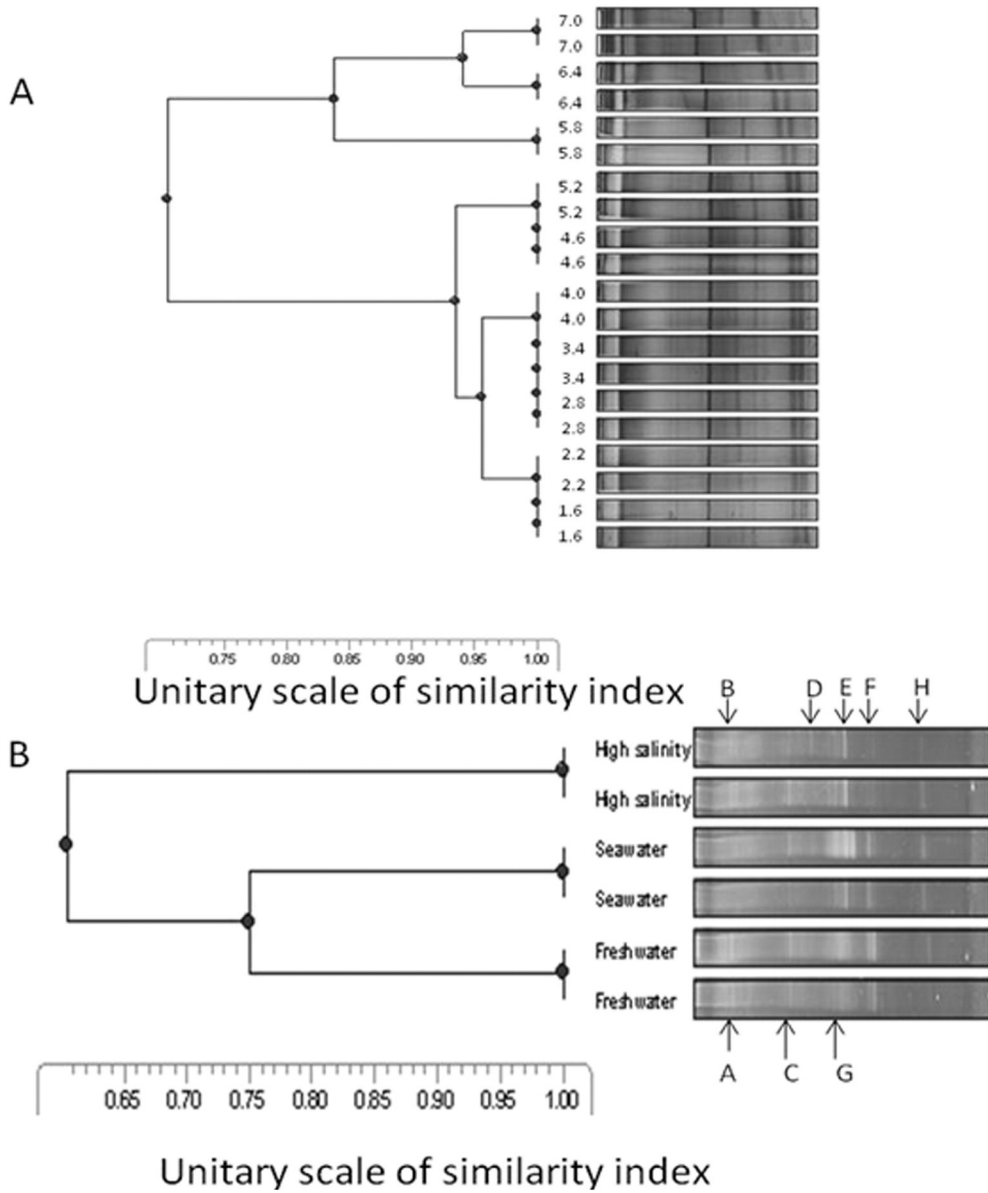 A
7.0
7.0
6.4
6.4
5.8
5.8
5.2
5.2
4.6
4.6
4.0
4.0
3.4
3.4
2.8
2.8
2.2
2.2
1.6
1.6
0.75 0.80 0.85 0.90 0.95 1.00
Unitary scale of similarity index
B D E F H
B
High salinity
High salinity
Seawater
Seawater
Freshwater
Freshwater
A C G
0.65 0.70 0.75 0.80 0.85 0.90 0.95 1.00
Unitary scale of similarity index